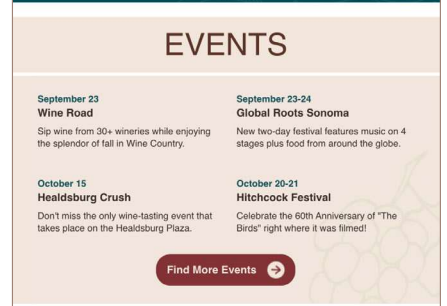 EVENTS
September 23
Wine Road
Sip wine from 30+ wineries while enjoying
the splendor of fall in Wine Country.
September 23-24
Global Roots Sonoma
New two-day festival features music on 4
stages plus food from around the globe.
October 15
Healdsburg Crush
Don't miss the only wine-tasting event that
takes place on the Healdsburg Plaza.
October 20-21
Hitchcock Festival
Celebrate the 60th Anniversary of "The
Birds" right where it was filmed!
Find More Events